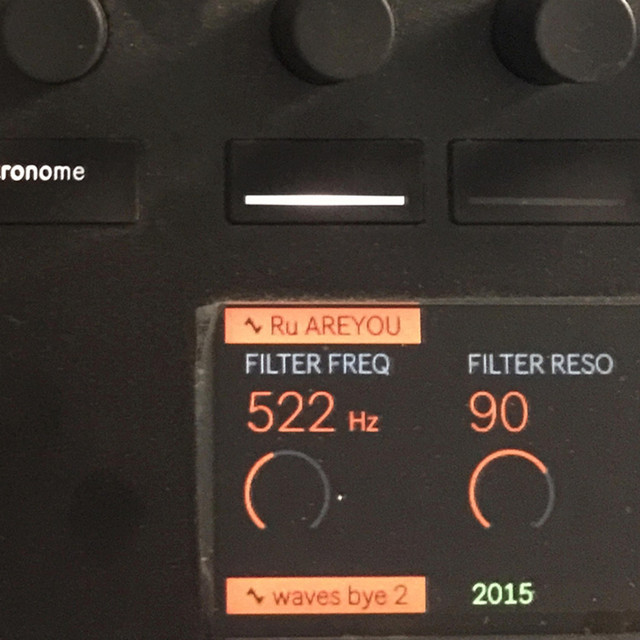 ronome
Ru AREYOU
FILTER FREQ
FILTER RESO
522 Hz
90
waves bye 2
2015